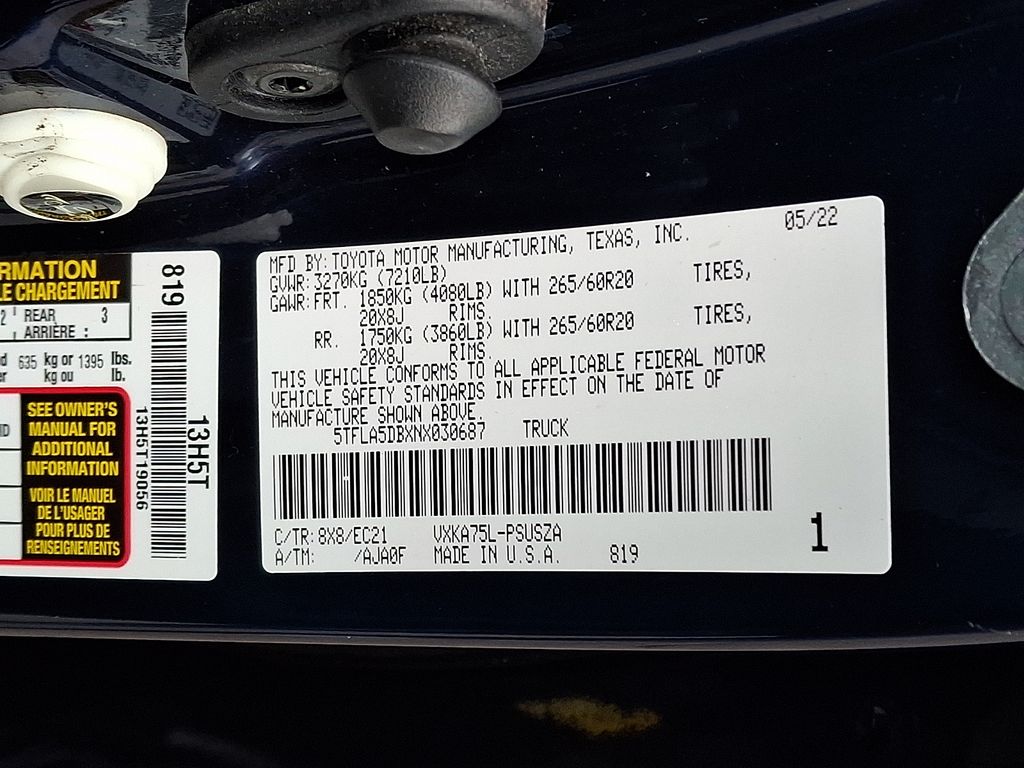 RMATION
LE CHARGEMENT
2 REAR 3
ARRIÈRE :
d 635 kg or 1395 lbs.
er kg ou lb.
SEE OWNER'S
MANUAL FOR
ADDITIONAL
INFORMATION
VOIR LE MANUEL
DE L'USAGER
POUR PLUS DE
RENSEIGNEMENTS
819
13H5T19056
13H5T
MFD BY:TOYOTA MOTOR MANUFACTURING, TEXAS, INC. 05/22
GVWR:3270KG (7210LB)
GAWR:FRT. 1850KG (4080LB) WITH 265/60R20 TIRES,
20X8J RIMS.
RR. 1750KG (3860LB) WITH 265/60R20 TIRES,
20X8J RIMS.
THIS VEHICLE CONFORMS TO ALL APPLICABLE FEDERAL MOTOR
VEHICLE SAFETY STANDARDS IN EFFECT ON THE DATE OF
MANUFACTURE SHOWN ABOVE.
5TFLA5DBXNX030687 TRUCK
C/TR:8X8/EC21 VXKA75L-PSUSZA
A/TM: /AJA0F MADE IN U.S.A. 819
1